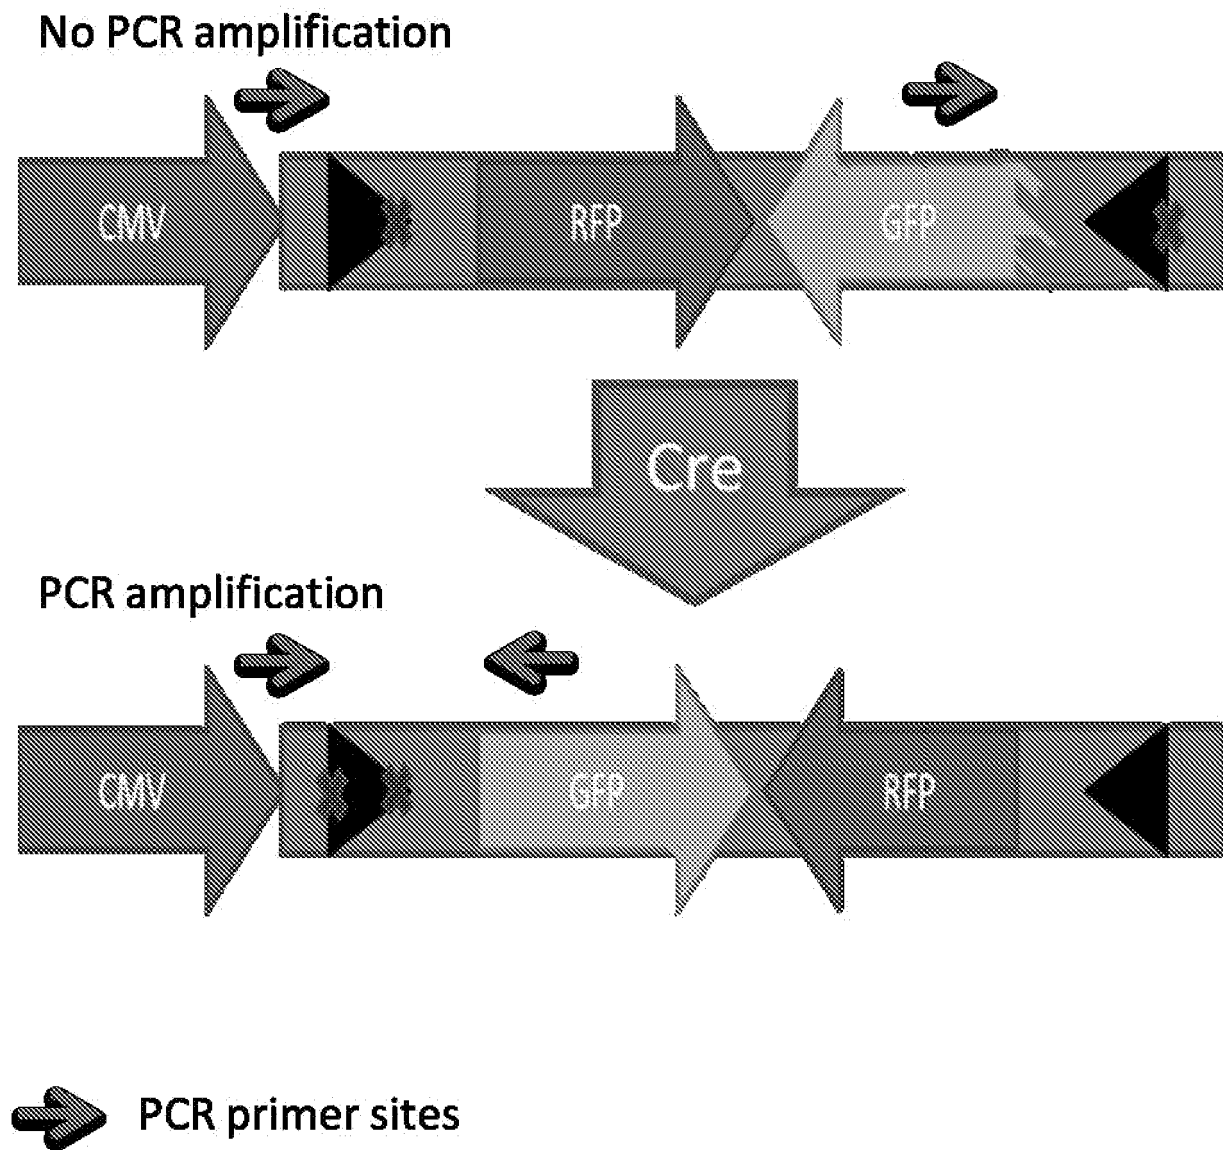 No PCR amplification
CMV RFP GFP
Cre
PCR amplification
CMV GFP RFP
PCR primer sites